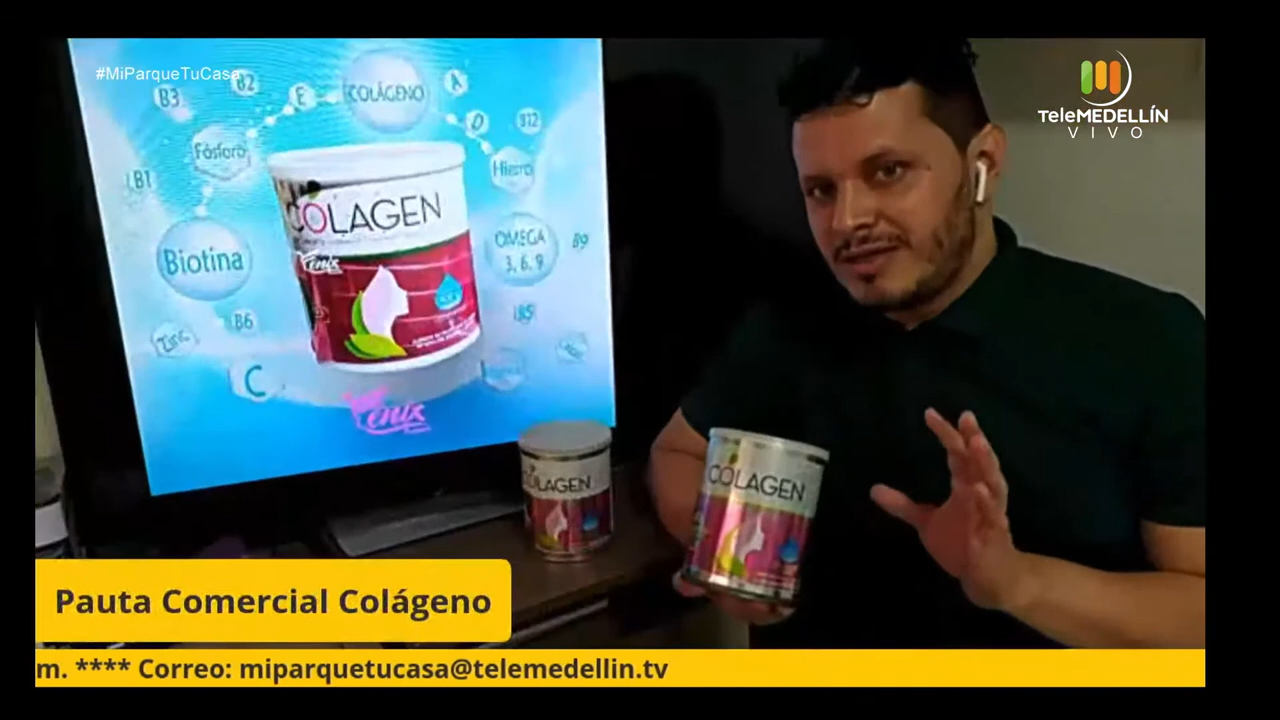 #MiParqueTuCasa
TeleMEDELLÍN
VIVO
B3
B2
E
COLÁGENO
A
D
B12
Fósforo
Hierro
B1
COLAGEN
Biotina
OMEGA
3, 6, 9
B9
Fenix
B6
B5
Zinc
C
Fenix
COLAGEN
COLAGEN
Pauta Comercial Colágeno
m. **** Correo: miparquetucasa@telemedellin.tv